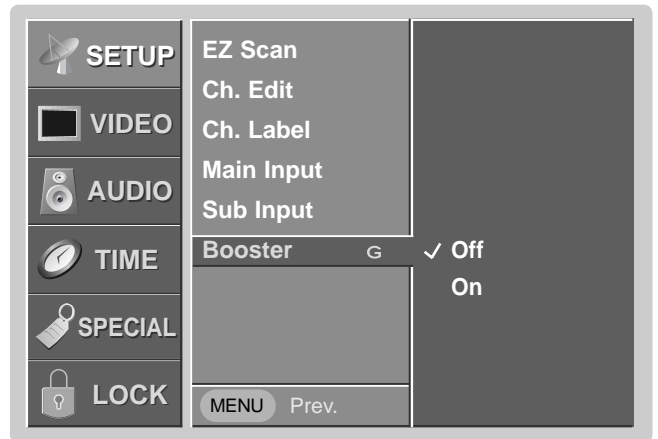 SETUP
VIDEO
AUDIO
TIME
SPECIAL
LOCK
EZ Scan
Ch. Edit
Ch. Label
Main Input
Sub Input
Booster G
Off
On
MENU Prev.